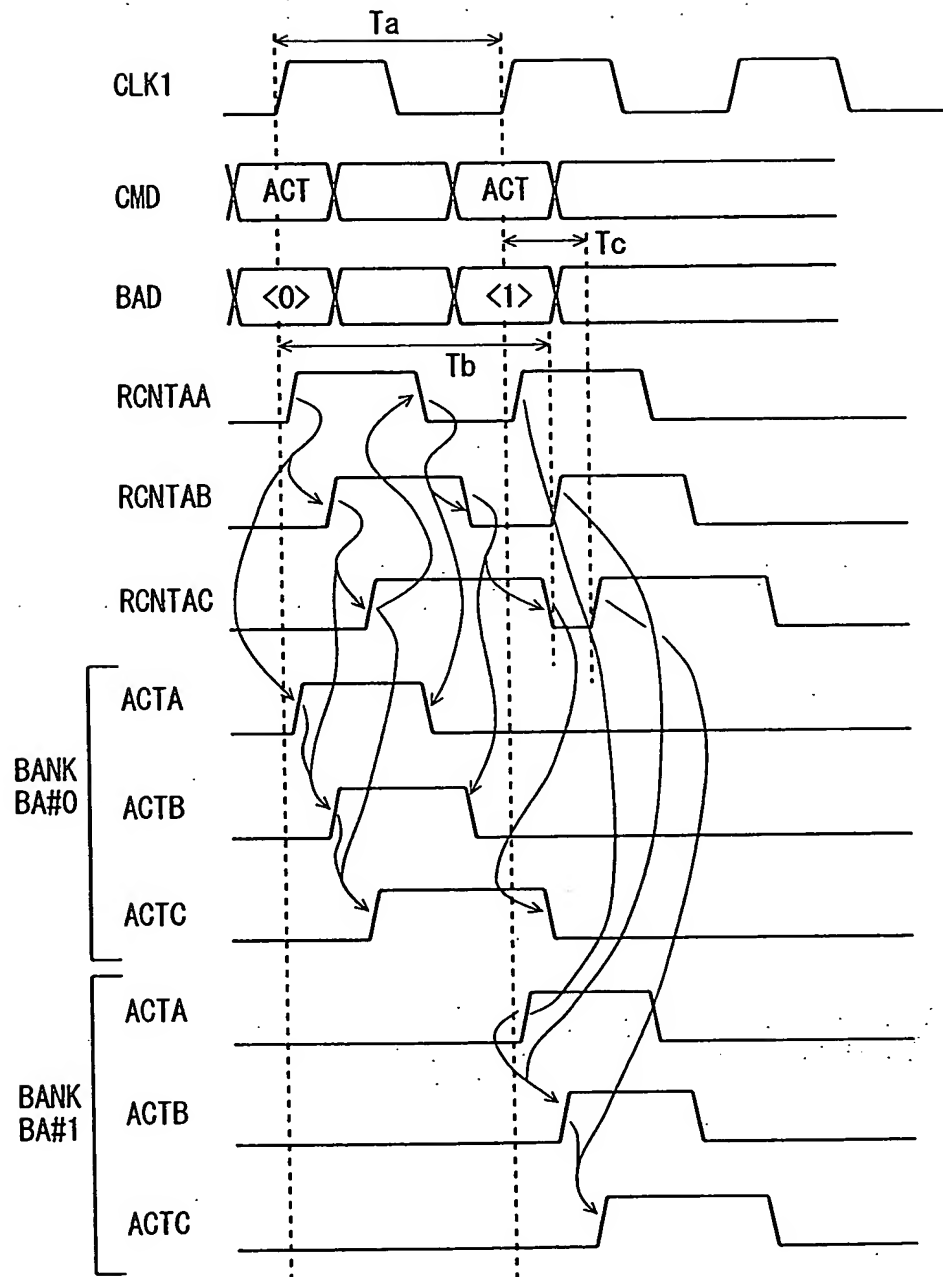 Ta
CLK1
CMD ACT ACT
Tc
BAD <0> <1>
Tb
RCNTAA
RCNTAB
RCNTAC
BANK
BA#0
ACTA
ACTB
ACTC
BANK
BA#1
ACTA
ACTB
ACTC